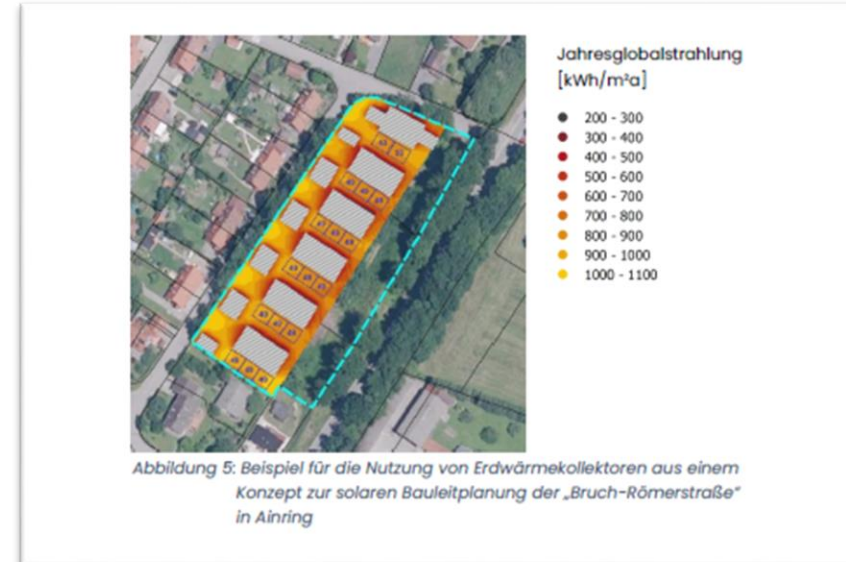 Jahresglobalstrahlung
[kWh/m²a]
200 - 300
300 - 400
400 - 500
500 - 600
600 - 700
700 - 800
800 - 900
900 - 1000
1000 - 1100
Abbildung 5: Beispiel für die Nutzung von Erdwärmekollektoren aus einem
Konzept zur solaren Bauleitplanung der „Bruch-Römerstraße“
in Ainring